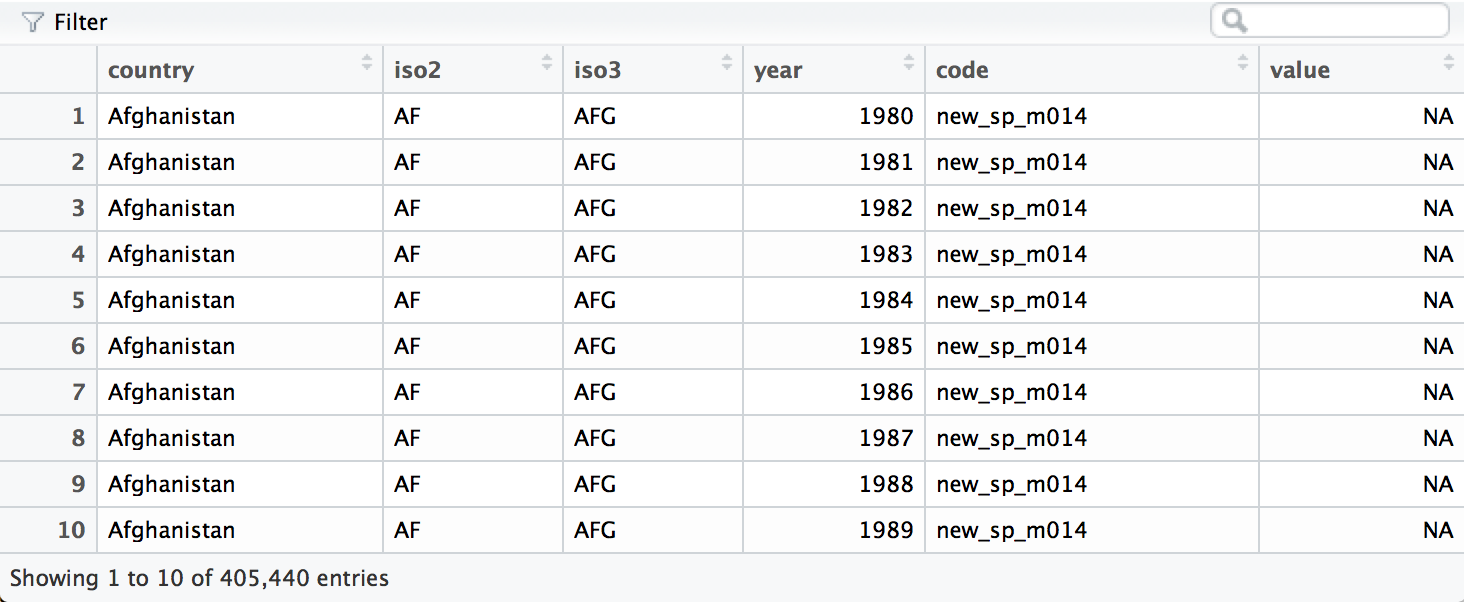 Filter
country iso2 iso3 year code value
1 Afghanistan AF AFG 1980 new_sp_m014 NA
2 Afghanistan AF AFG 1981 new_sp_m014 NA
3 Afghanistan AF AFG 1982 new_sp_m014 NA
4 Afghanistan AF AFG 1983 new_sp_m014 NA
5 Afghanistan AF AFG 1984 new_sp_m014 NA
6 Afghanistan AF AFG 1985 new_sp_m014 NA
7 Afghanistan AF AFG 1986 new_sp_m014 NA
8 Afghanistan AF AFG 1987 new_sp_m014 NA
9 Afghanistan AF AFG 1988 new_sp_m014 NA
10 Afghanistan AF AFG 1989 new_sp_m014 NA
Showing 1 to 10 of 405,440 entries